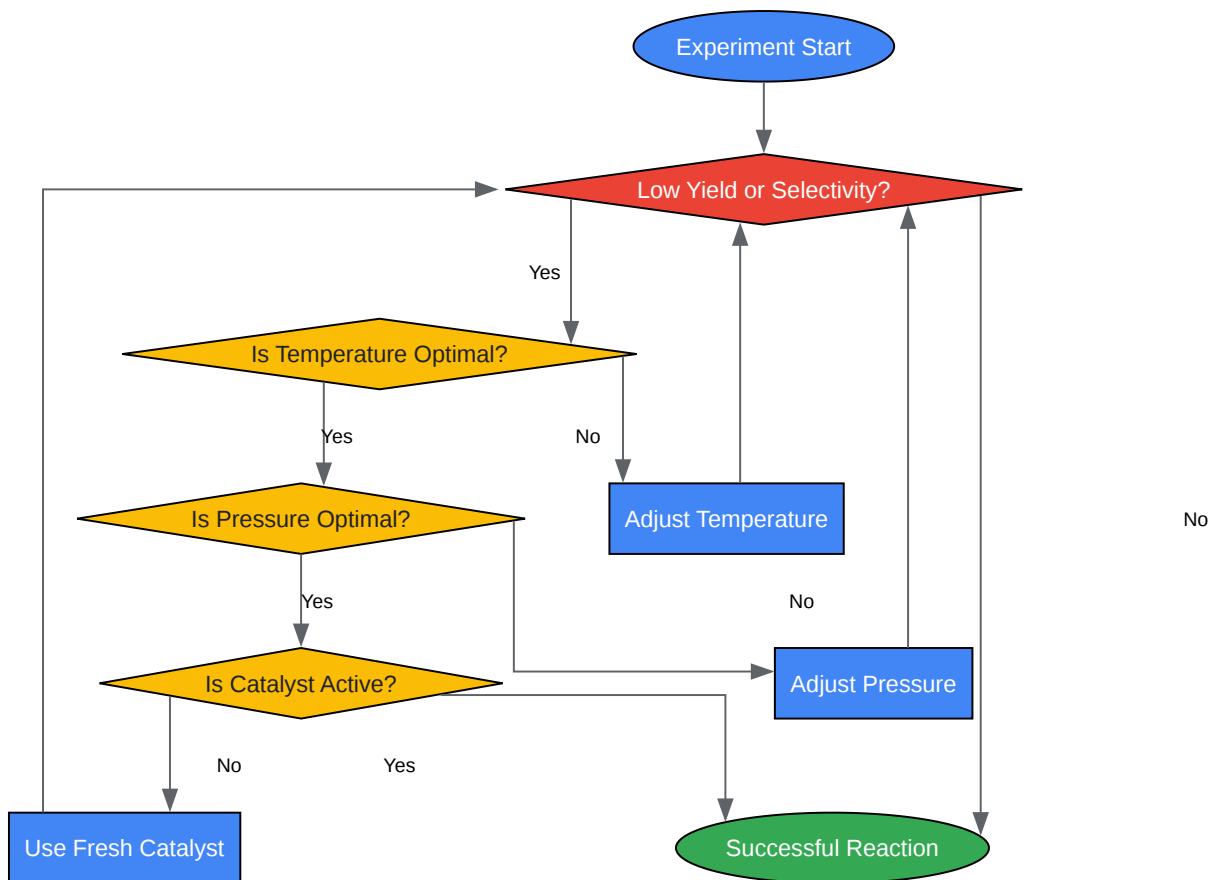 Experiment Start
Low Yield or Selectivity?
Yes
Is Temperature Optimal?
Yes
No
Is Pressure Optimal?
Adjust Temperature
No
Yes
No
Is Catalyst Active?
Adjust Pressure
No
Yes
Use Fresh Catalyst
Successful Reaction